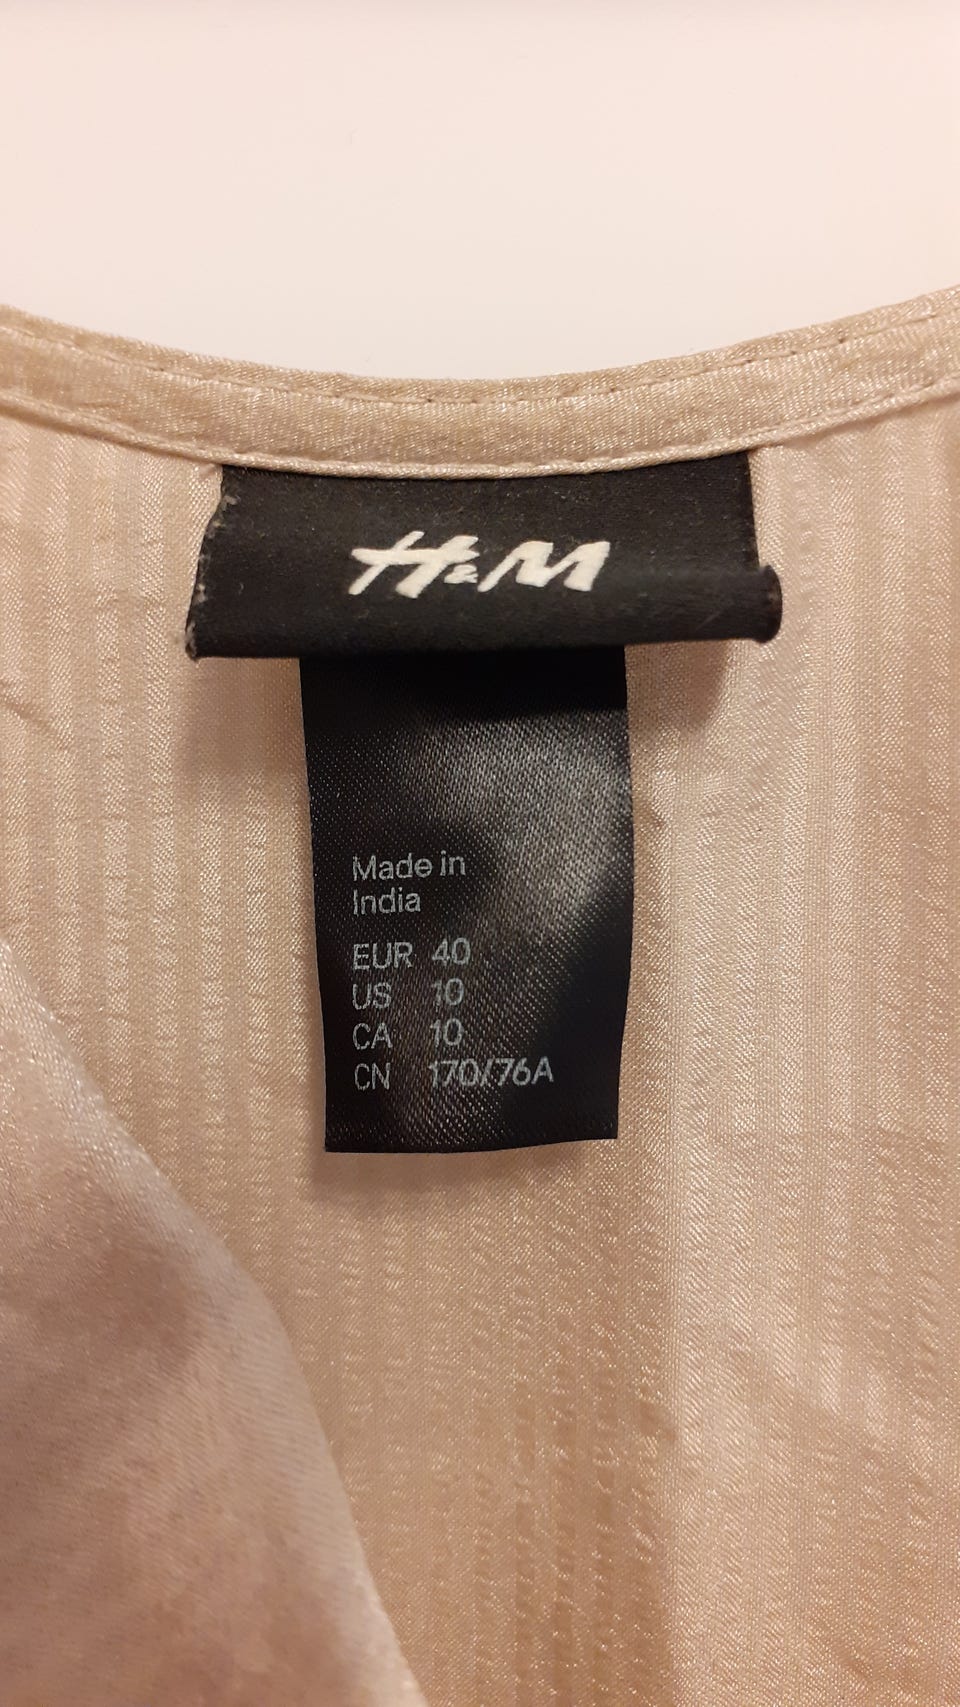 H&M
Made in
India
EUR 40
US 10
CA 10
CN 170/76A